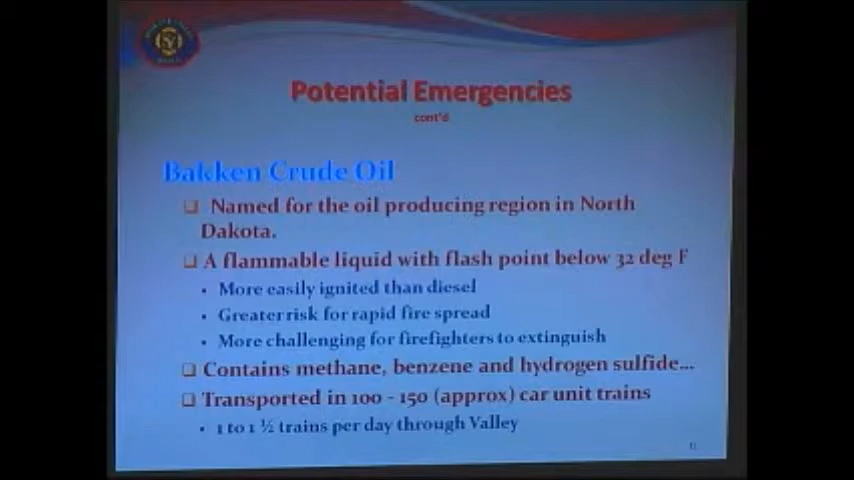 Potential Emergencies
cont'd
Bakken Crude Oil
Named for the oil producing region in North
Dakota.
A flammable liquid with flash point below 32 deg F
• More easily ignited than diesel
• Greater risk for rapid fire spread
• More challenging for firefighters to extinguish
Contains methane, benzene and hydrogen sulfide...
Transported in 100 - 150 (approx) car unit trains
• 1 to 1 ½ trains per day through Valley